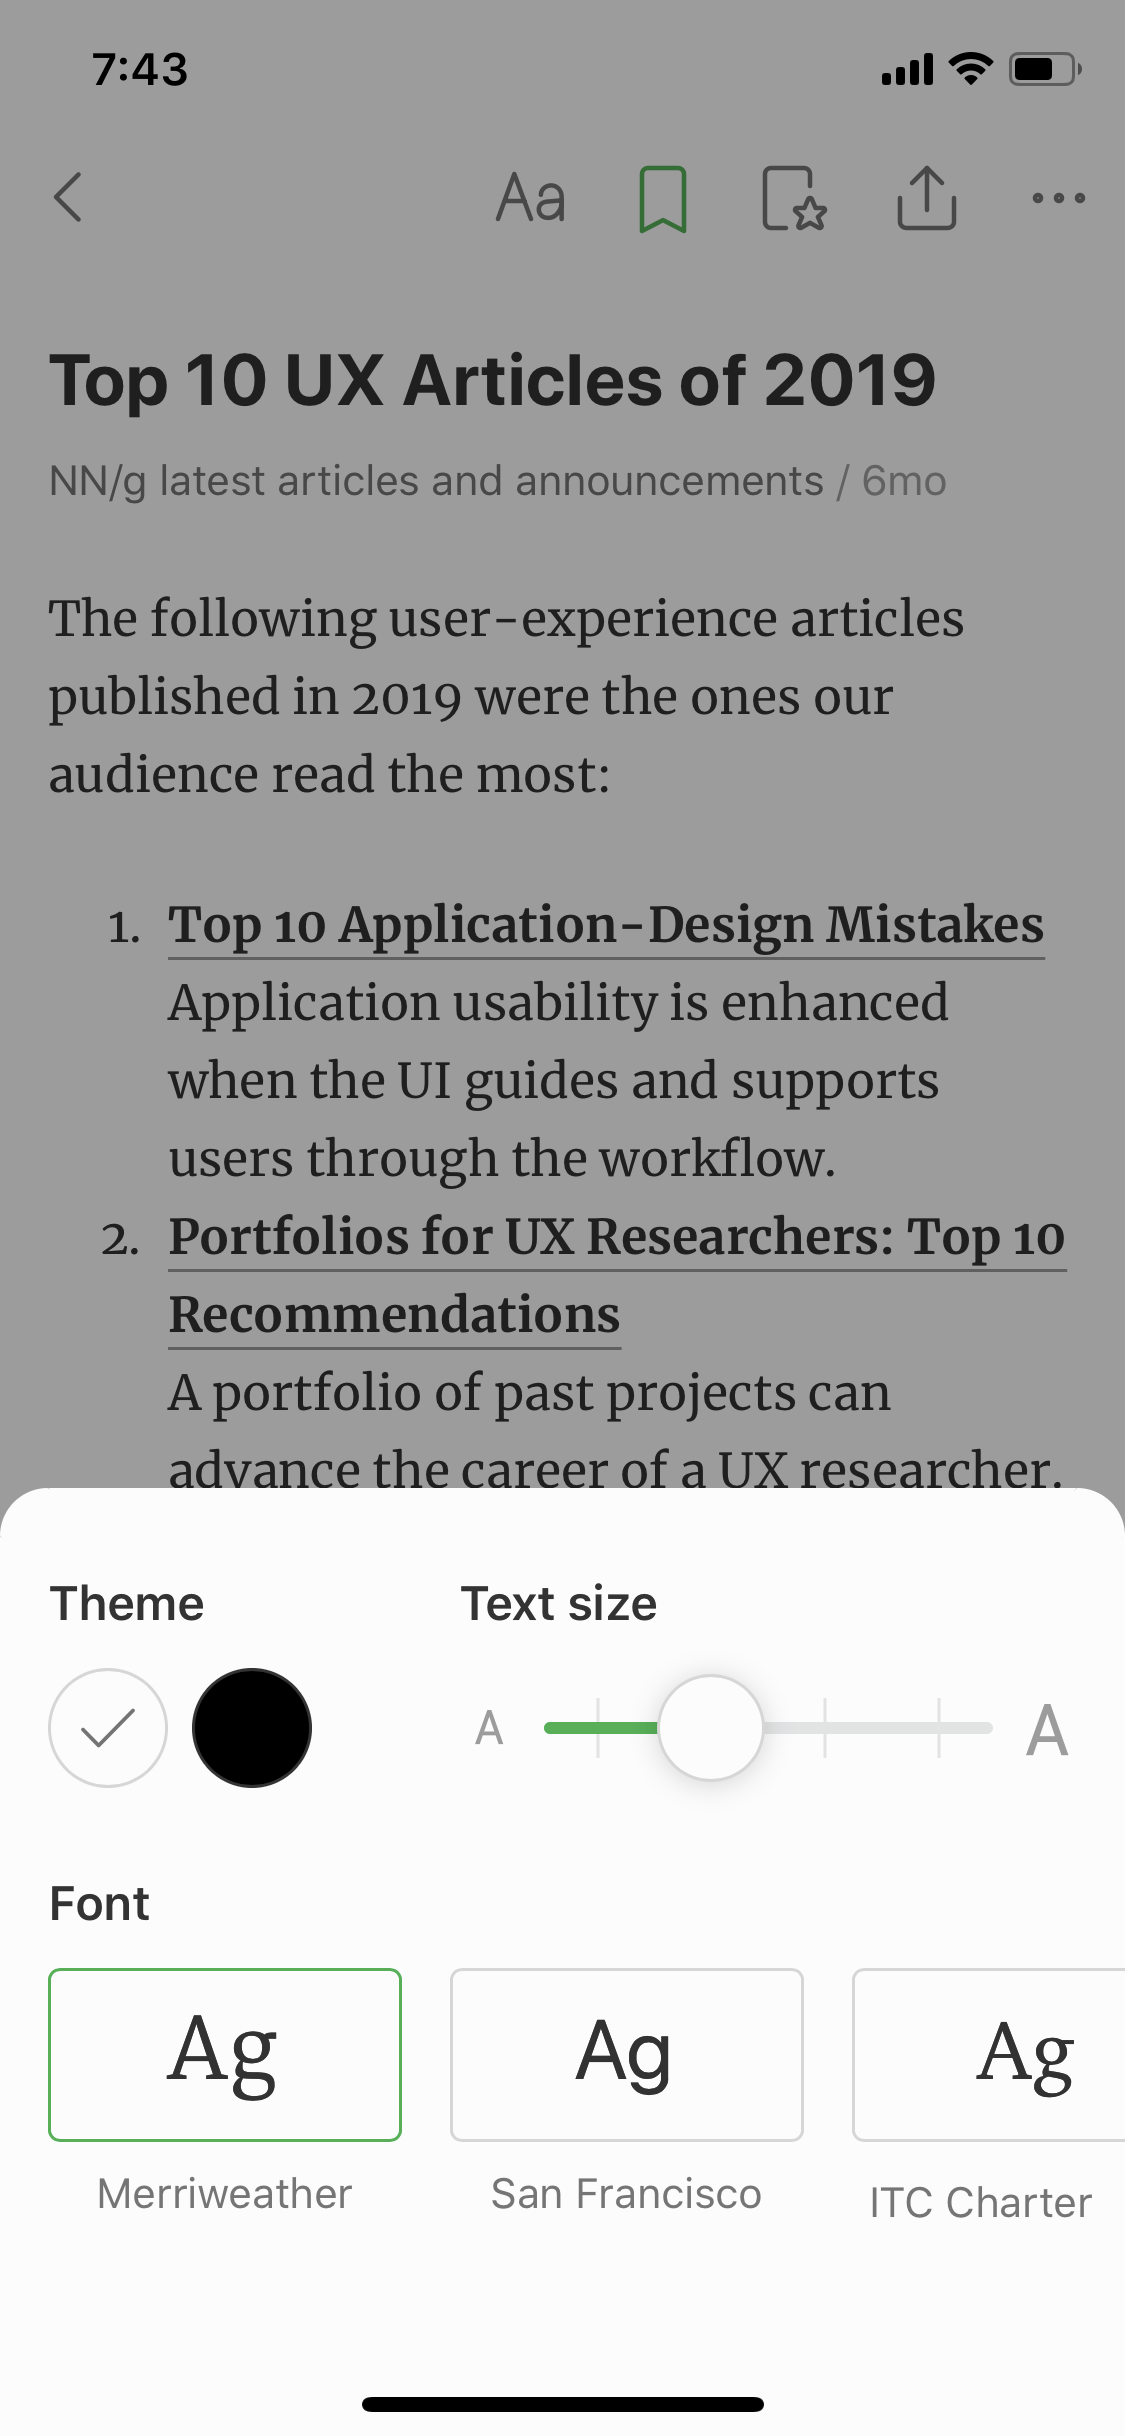 7:43
Aa
Top 10 UX Articles of 2019
NN/g latest articles and announcements / 6mo
The following user-experience articles
published in 2019 were the ones our
audience read the most:
1. Top 10 Application-Design Mistakes
Application usability is enhanced
when the UI guides and supports
users through the workflow.
2. Portfolios for UX Researchers: Top 10
Recommendations
A portfolio of past projects can
advance the career of a UX researcher.
Theme
Text size
A
A
Font
Ag
Ag
Ag
Merriweather
San Francisco
ITC Charter